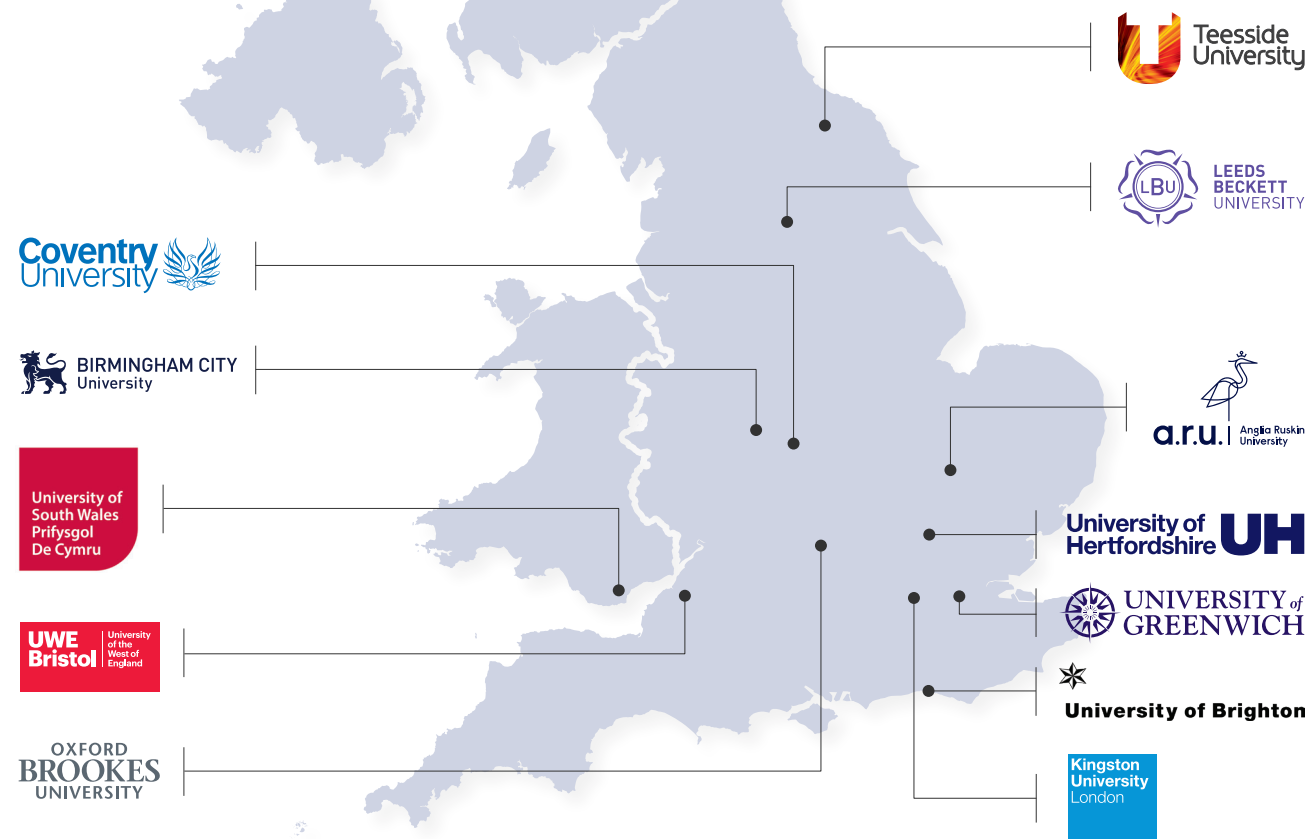 Teesside
University
LBU
LEEDS
BECKETT
UNIVERSITY
Coventry
University
BIRMINGHAM CITY
University
a.r.u.
Anglia Ruskin
University
University of
South Wales
Prifysgol
De Cymru
University of
Hertfordshire
UH
UNIVERSITY of
GREENWICH
UWE
Bristol
University
of the
West of
England
University of Brighton
OXFORD
BROOKES
UNIVERSITY
Kingston
University
London